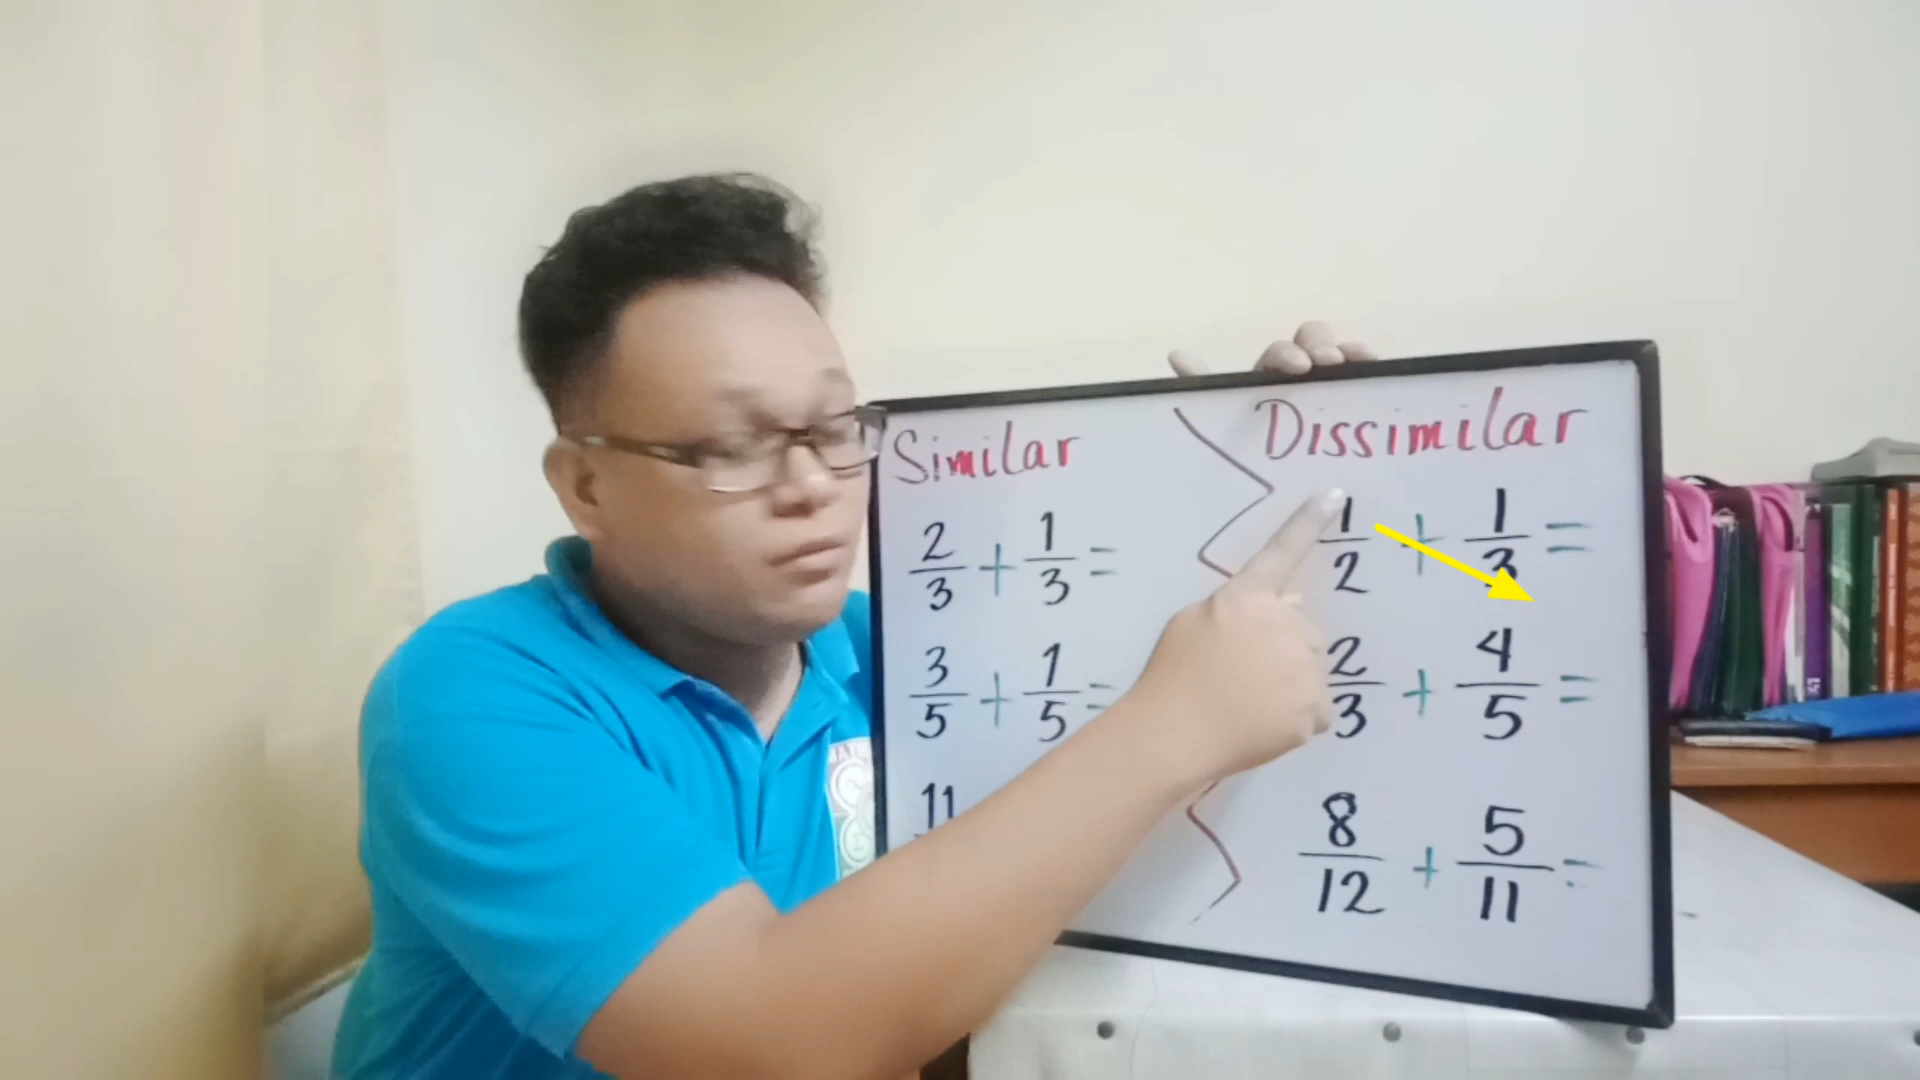 Similar
2/3 + 1/3 =
3/5 + 1/5 =
11
Dissimilar
1/2 + 1/3 =
2/3 + 4/5 =
8/12 + 5/11 =